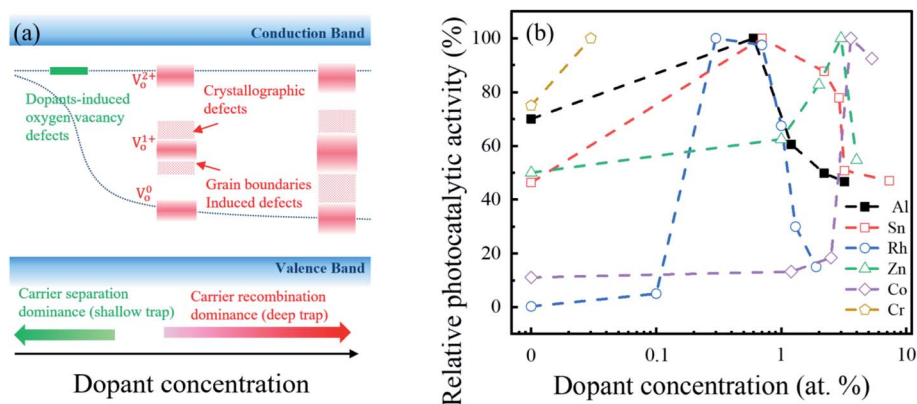 (a)
Conduction Band
V_o^2+
Crystallographic
defects
Dopants-induced
oxygen vacancy
defects
V_o^1+
V_o^0
Grain boundaries
Induced defects
Valence Band
Carrier separation
dominance (shallow trap)
Carrier recombination
dominance (deep trap)
Dopant concentration
(b)
Relative photocatalytic activity (%)
100
80
60
40
20
0
Al
Sn
Rh
Zn
Co
Cr
0
0.1
1
10
Dopant concentration (at. %)